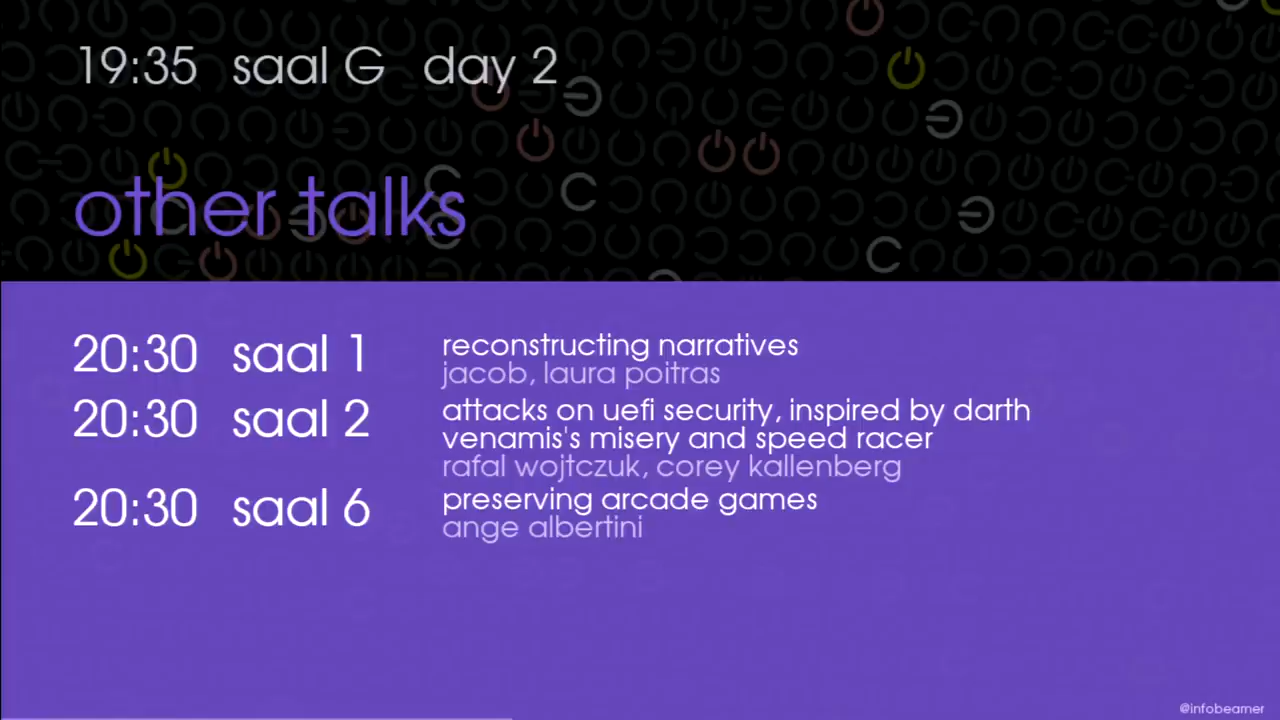 19:35 saal G day 2
other talks
20:30 saal 1 reconstructing narratives
jacob, laura poitras
20:30 saal 2 attacks on uefi security, inspired by darth
venamis's misery and speed racer
rafal wojtczuk, corey kallenberg
20:30 saal 6 preserving arcade games
ange albertini
@infobeamer